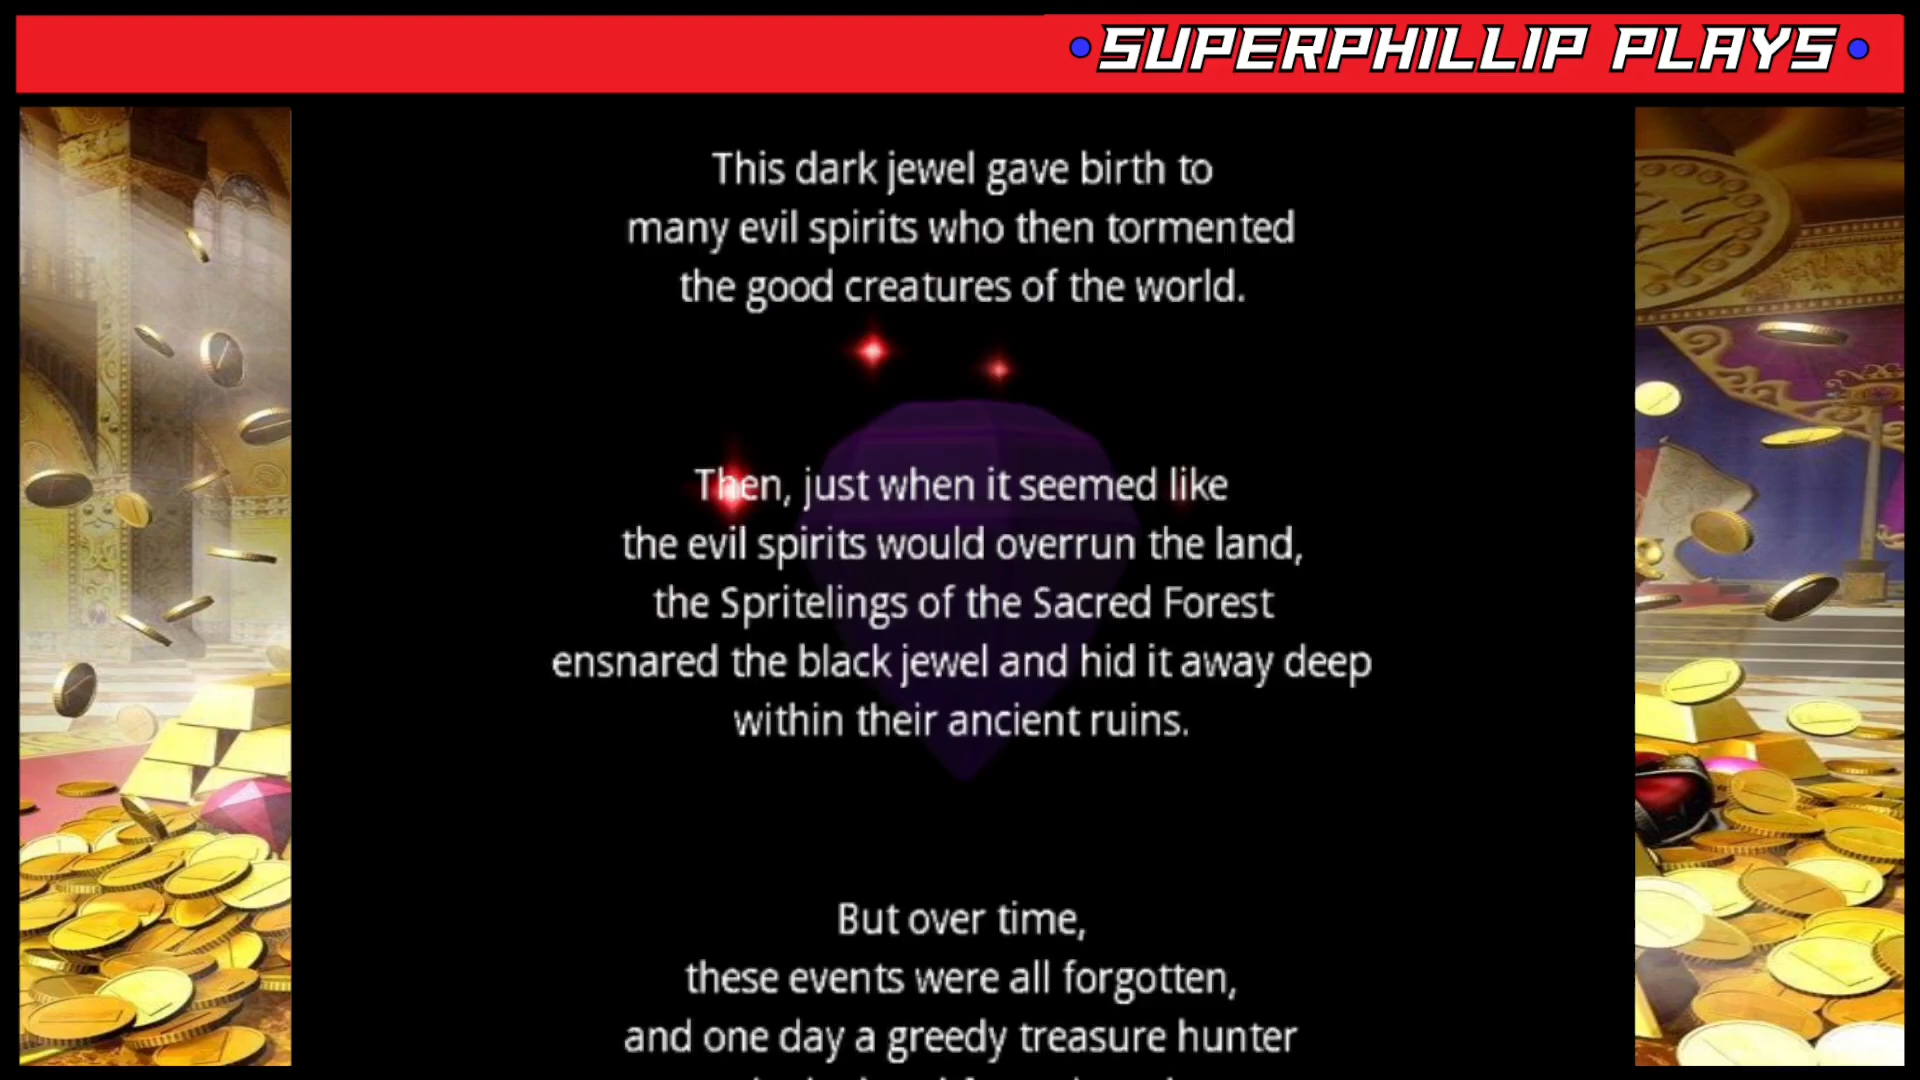 SUPERPHILLIP PLAYS
This dark jewel gave birth to
many evil spirits who then tormented
the good creatures of the world.
Then, just when it seemed like
the evil spirits would overrun the land,
the Spritelings of the Sacred Forest
ensnared the black jewel and hid it away deep
within their ancient ruins.
But over time,
these events were all forgotten,
and one day a greedy treasure hunter